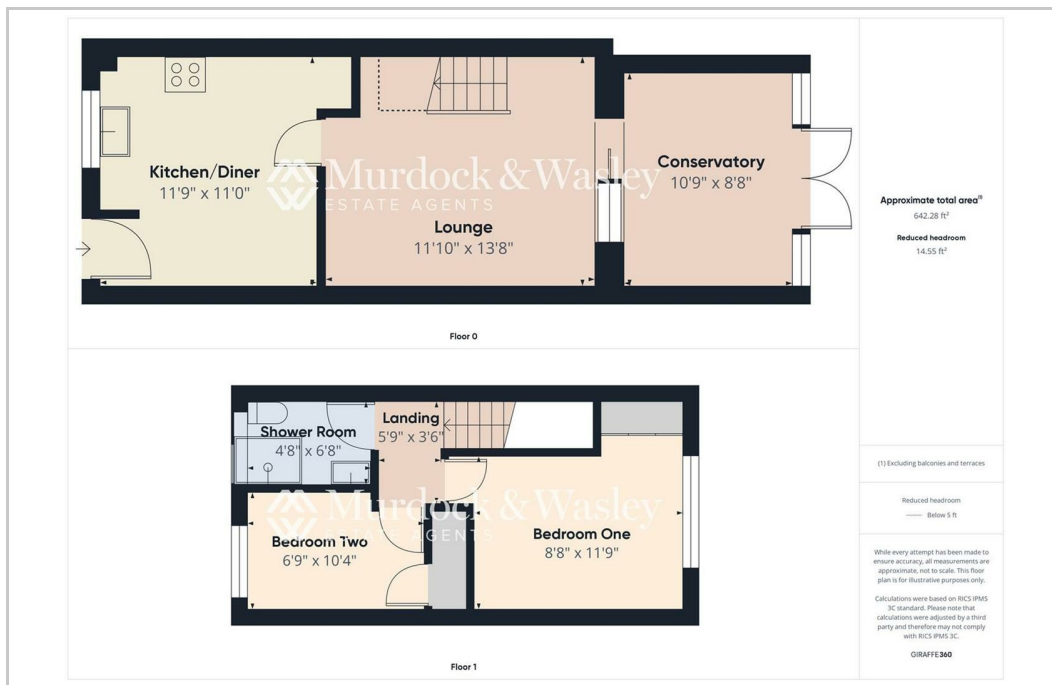 Kitchen/Diner
11'9" x 11'0"
Lounge
11'10" x 13'8"
Conservatory
10'9" x 8'8"
Murdock & Wasley
ESTATE AGENTS
Floor 0
Shower Room
4'8" x 6'8"
Landing
5'9" x 3'6"
Bedroom Two
6'9" x 10'4"
Bedroom One
8'8" x 11'9"
Murdock & Wasley
ESTATE AGENTS
Floor 1
Approximate total area⁽¹⁾
642.28 ft²
Reduced headroom
14.55 ft²
(1) Excluding balconies and terraces
Reduced headroom
Below 5 ft
While every attempt has been made to
ensure accuracy, all measurements are
approximate, not to scale. This floor
plan is for illustrative purposes only.
Calculations were based on RICS IPMS
3C standard. Please note that
calculations were adjusted by a third
party and therefore may not comply
with RICS IPMS 3C.
GIRAFFE360